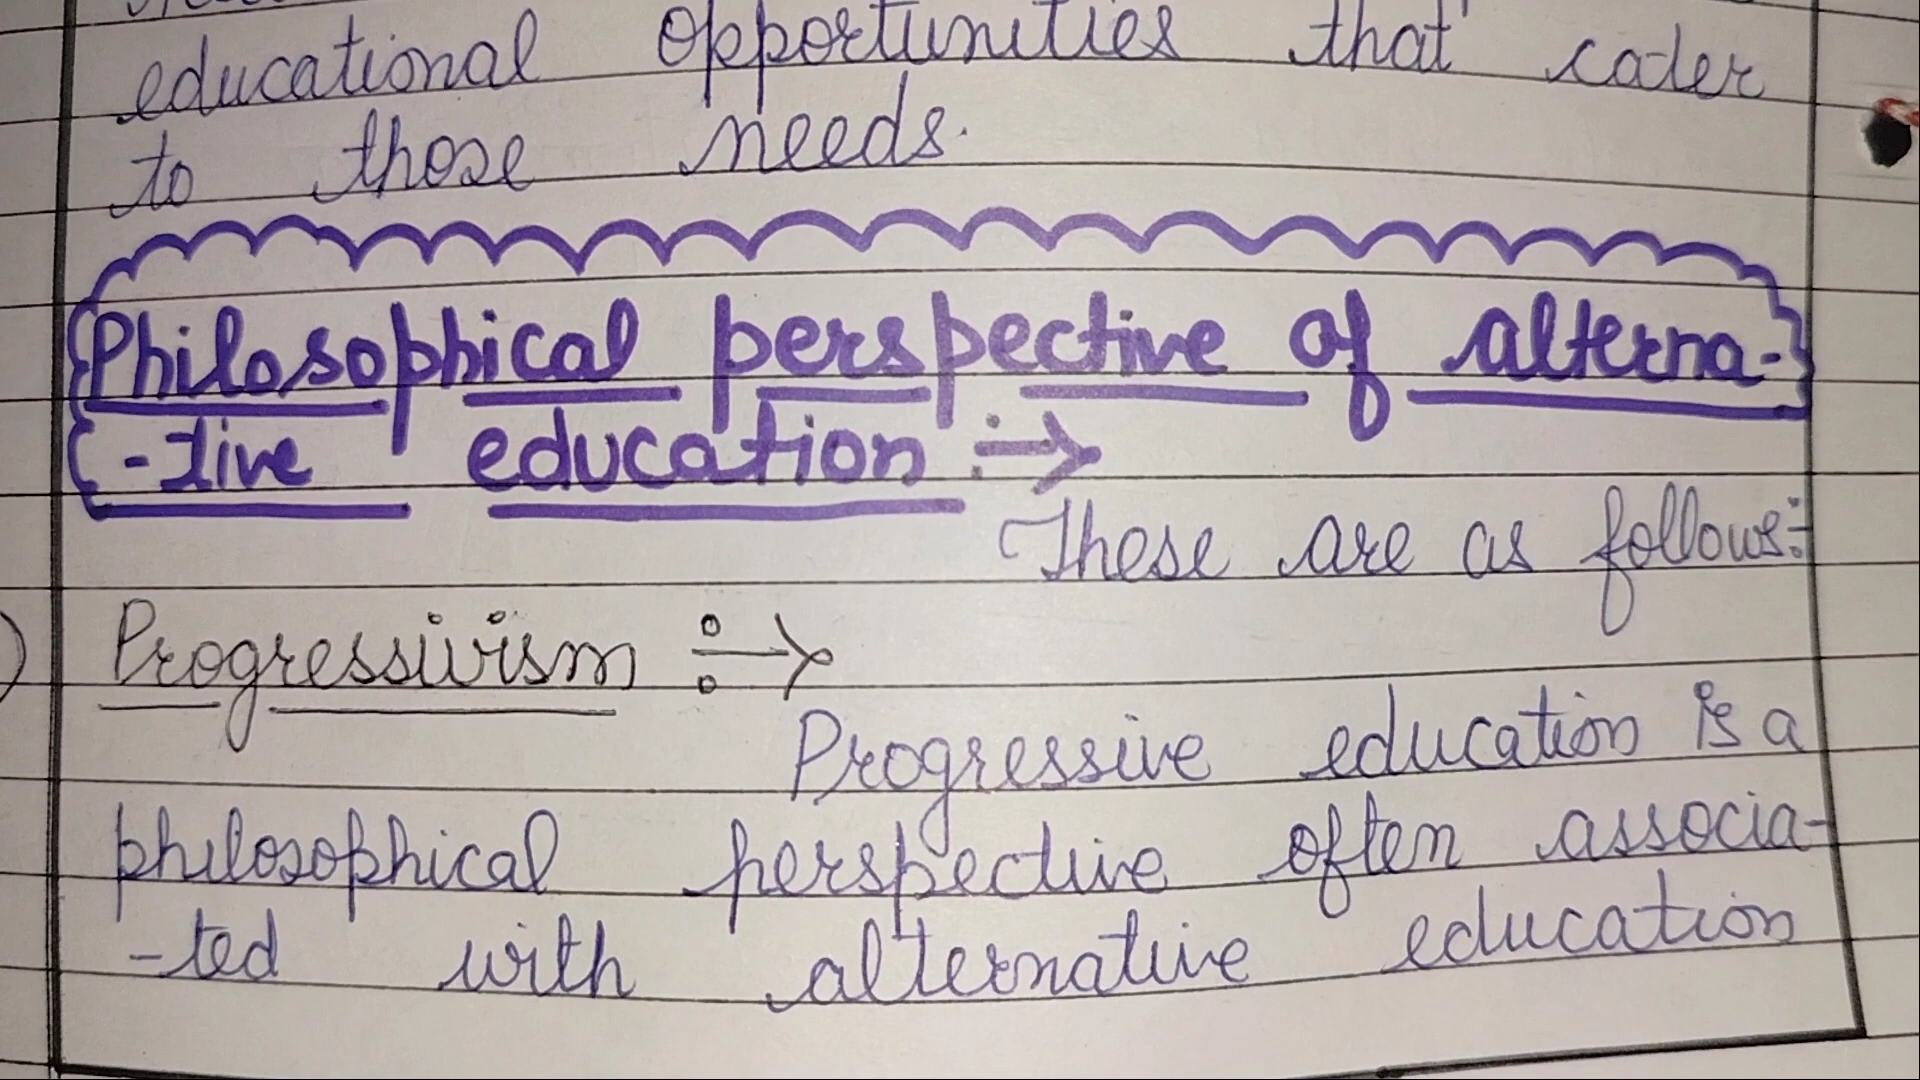 educational opportunities that cater
to those needs.
Philosophical perspective of alterna-
-tive education :→
These are as follows:-
Progressivism :→
Progressive education is a
philosophical perspective often associa-
-ted with alternative education